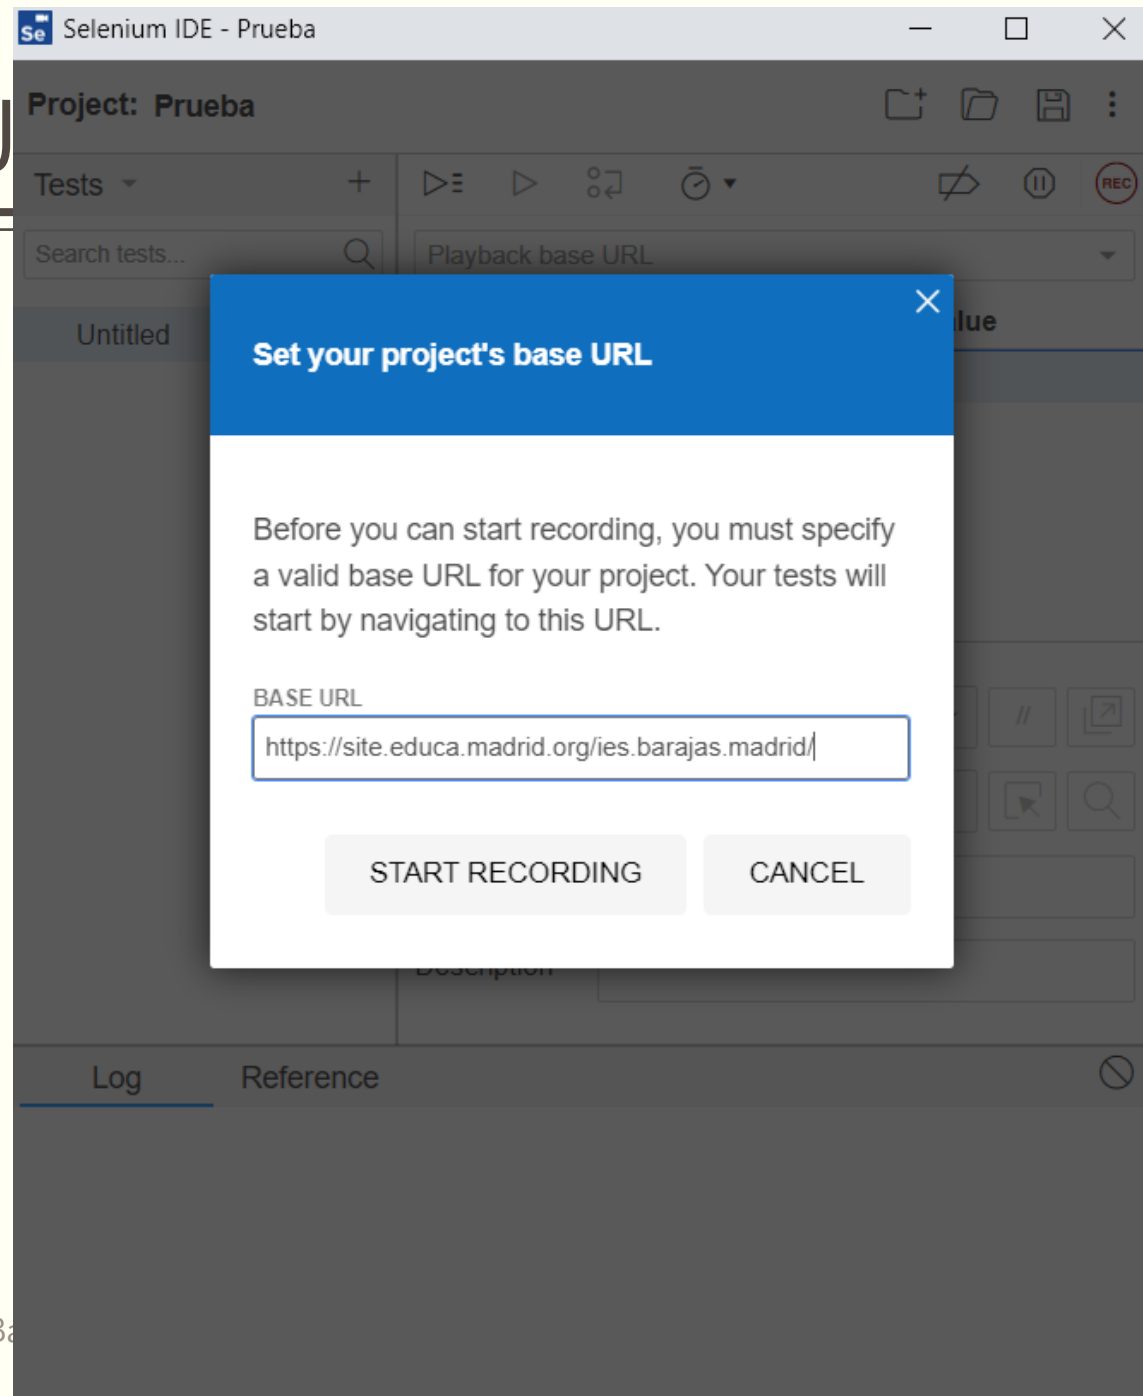 Se Selenium IDE - Prueba
Project: Prueba
Tests
REC
Search tests...
Playback base URL
Untitled
Set your project's base URL
Before you can start recording, you must specify
a valid base URL for your project. Your tests will
start by navigating to this URL.
BASE URL
https://site.educa.madrid.org/ies.barajas.madrid/
START RECORDING
CANCEL
Description
//
Log
Reference